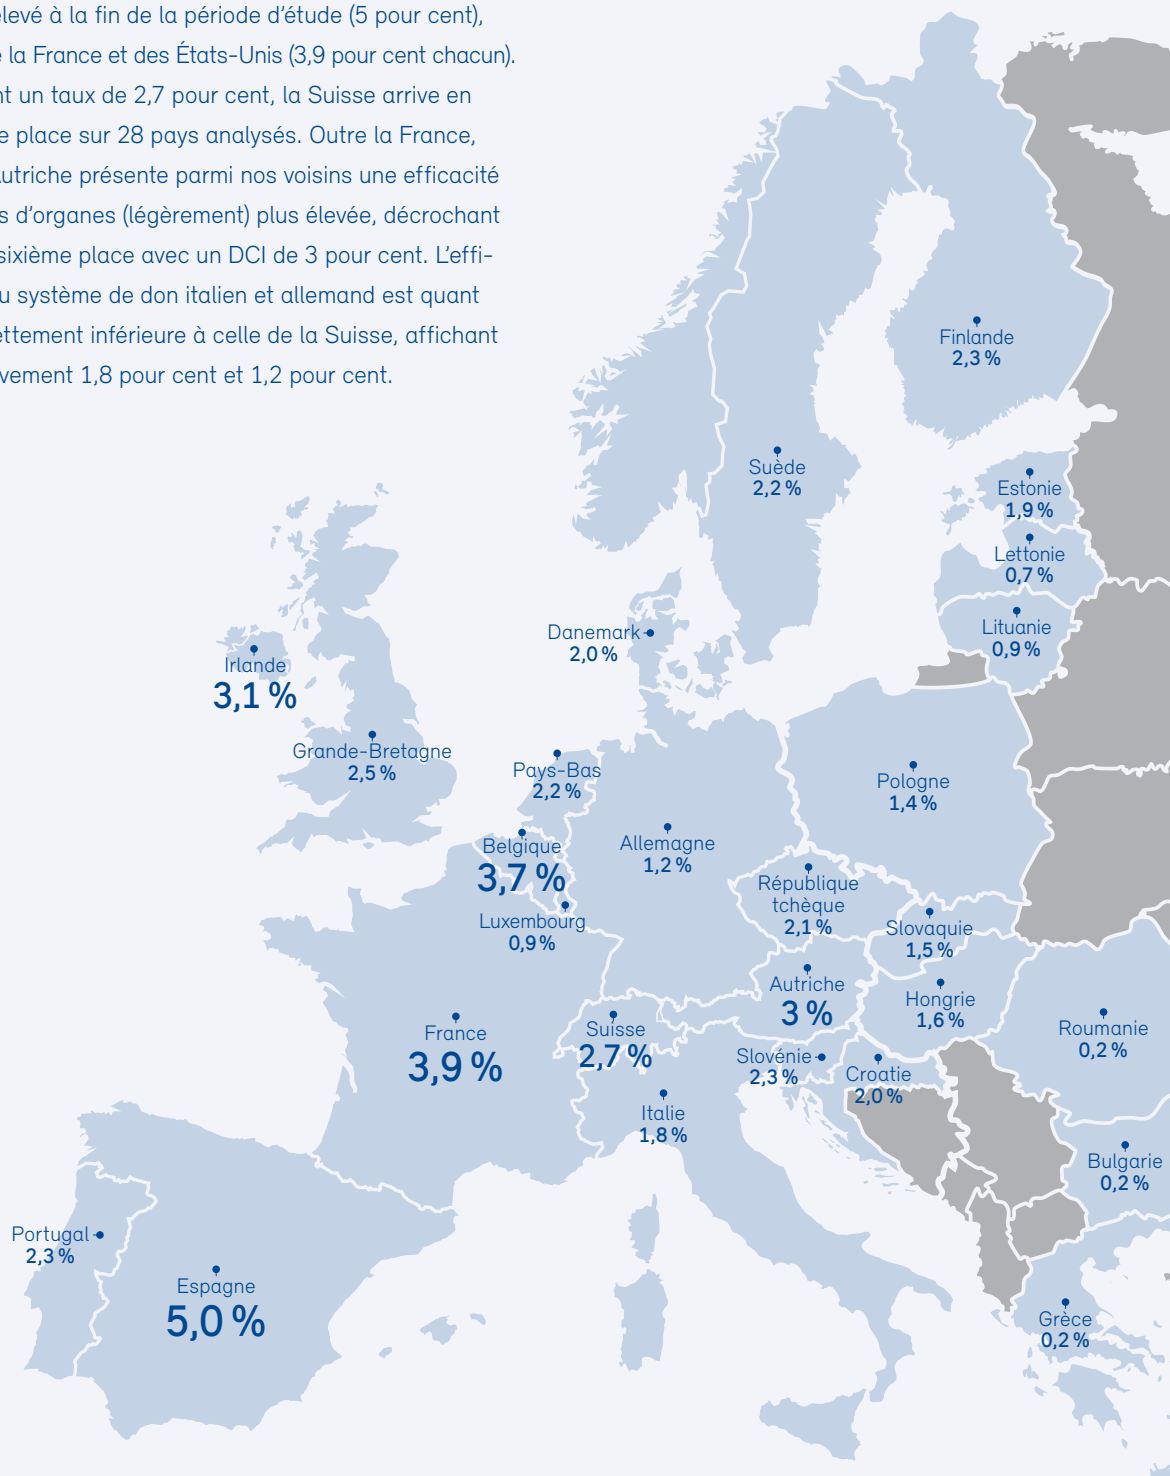 levé à la fin de la période d’étude (5 pour cent),
la France et des États-Unis (3,9 pour cent chacun).
un taux de 2,7 pour cent, la Suisse arrive en
place sur 28 pays analysés. Outre la France,
utriche présente parmi nos voisins une efficacité
s d’organes (légèrement) plus élevée, décrochant
sixième place avec un DCI de 3 pour cent. L’effi-
u système de don italien et allemand est quant
ettement inférieure à celle de la Suisse, affichant
vement 1,8 pour cent et 1,2 pour cent.
Finlande
2,3 %
Suède
2,2 %
Estonie
1,9 %
Lettonie
0,7 %
Lituanie
0,9 %
Danemark
2,0 %
Irlande
3,1 %
Grande-Bretagne
2,5 %
Pays-Bas
2,2 %
Pologne
1,4 %
Belgique
3,7 %
Allemagne
1,2 %
République
tchèque
2,1 %
Luxembourg
0,9 %
Slovaquie
1,5 %
Autriche
3 %
Hongrie
1,6 %
Roumanie
0,2 %
France
3,9 %
Suisse
2,7 %
Slovénie
2,3 %
Croatie
2,0 %
Italie
1,8 %
Bulgarie
0,2 %
Portugal
2,3 %
Espagne
5,0 %
Grèce
0,2 %